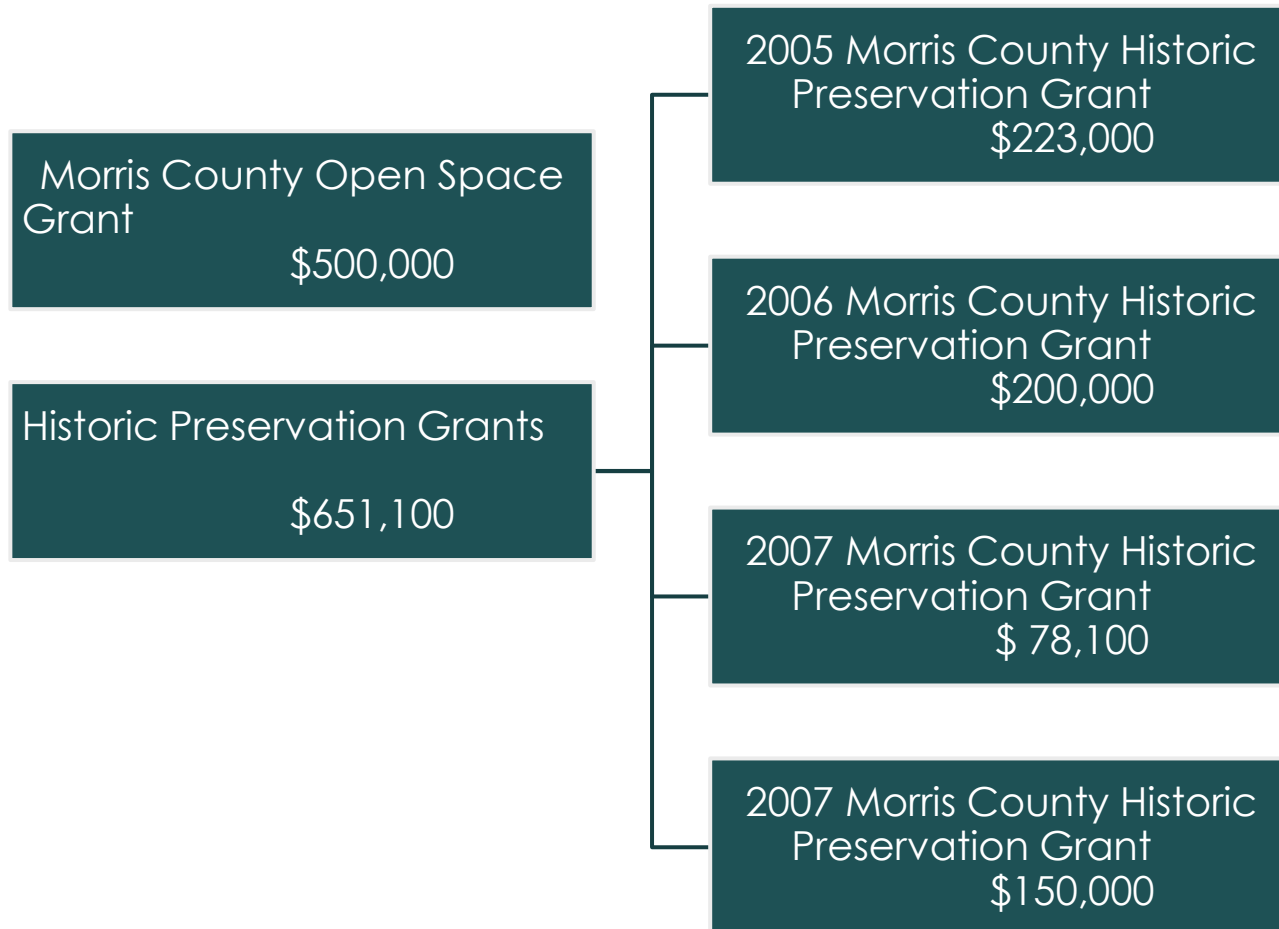 Morris County Open Space
Grant
$500,000
Historic Preservation Grants
$651,100
2005 Morris County Historic
Preservation Grant
$223,000
2006 Morris County Historic
Preservation Grant
$200,000
2007 Morris County Historic
Preservation Grant
$ 78,100
2007 Morris County Historic
Preservation Grant
$150,000